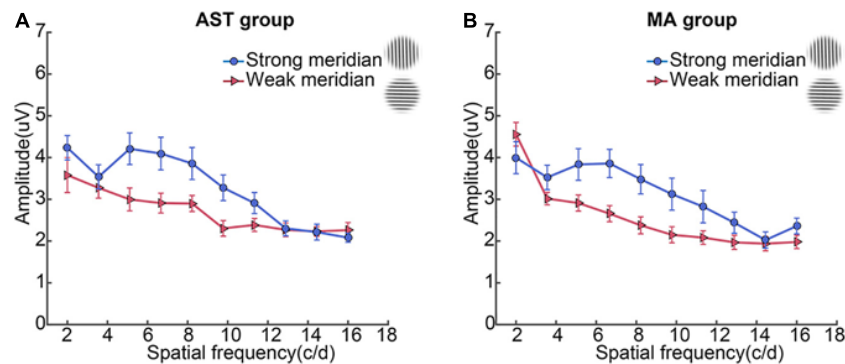 A
AST group
7
6
5
4
3
2
1
0
Amplitude(uV)
Strong meridian
Weak meridian
2 4 6 8 10 12 14 16 18
Spatial frequency(c/d)
B
MA group
7
6
5
4
3
2
1
0
Amplitude(uV)
Strong meridian
Weak meridian
2 4 6 8 10 12 14 16 18
Spatial frequency(c/d)